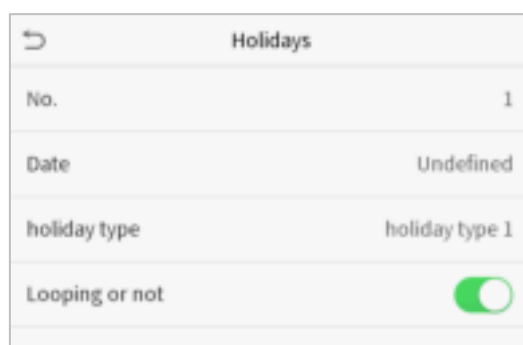 Holidays
No. 1
Date Undefined
holiday type holiday type 1
Looping or not